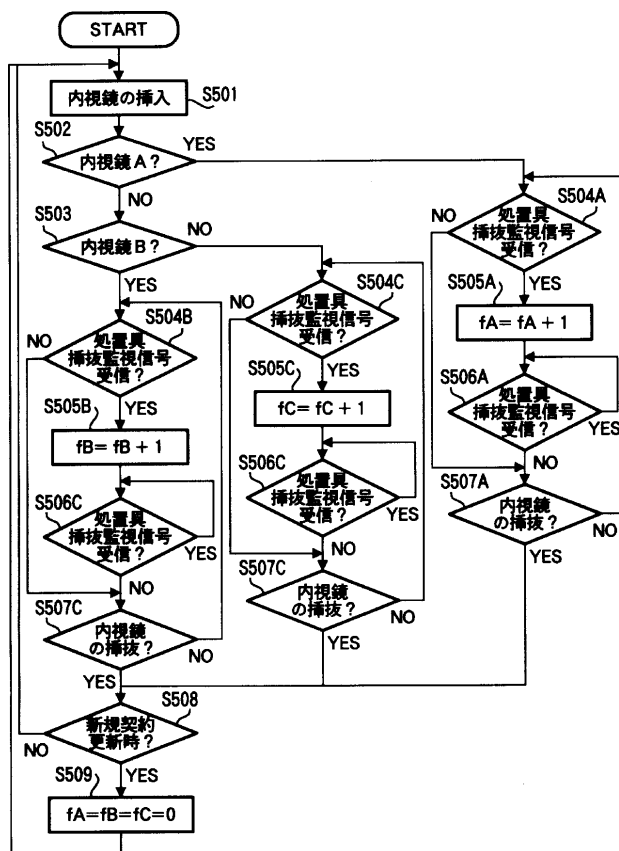 START
内視鏡の挿入
S501
S502
内視鏡A?
YES
NO
S503
内視鏡B?
NO
YES
S504A
NO
処置具
挿抜監視信号
受信?
YES
S505A
fA=fA+1
S506A
処置具
挿抜監視信号
受信?
YES
NO
S507A
内視鏡
の挿抜?
NO
YES
S504C
NO
処置具
挿抜監視信号
受信?
YES
S505C
fC=fC+1
S506C
処置具
挿抜監視信号
受信?
YES
NO
S507C
内視鏡
の挿抜?
NO
YES
S504B
NO
処置具
挿抜監視信号
受信?
YES
S505B
fB=fB+1
S506C
処置具
挿抜監視信号
受信?
YES
NO
S507C
内視鏡
の挿抜?
NO
YES
S508
新規契約
更新時?
NO
YES
S509
fA=fB=fC=0